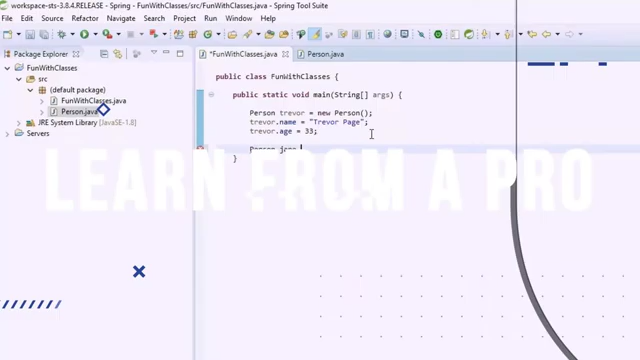 workspace-sts-3.8.4.RELEASE - Spring - FunWithClasses/src/FunWithClasses.java - Spring Tool Suite
File Edit Source Refactor Navigate Search Project Run Window Help
Package Explorer
FunWithClasses
src
(default package)
FunWithClasses.java
Person.java
JRE System Library [JavaSE-1.8]
Servers
*FunWithClasses.java
Person.java
public class FunWithClasses {
public static void main(String[] args) {
Person trevor = new Person();
trevor.name = "Trevor Page";
trevor.age = 33;
Person jane
}
LEARN FROM A PRO